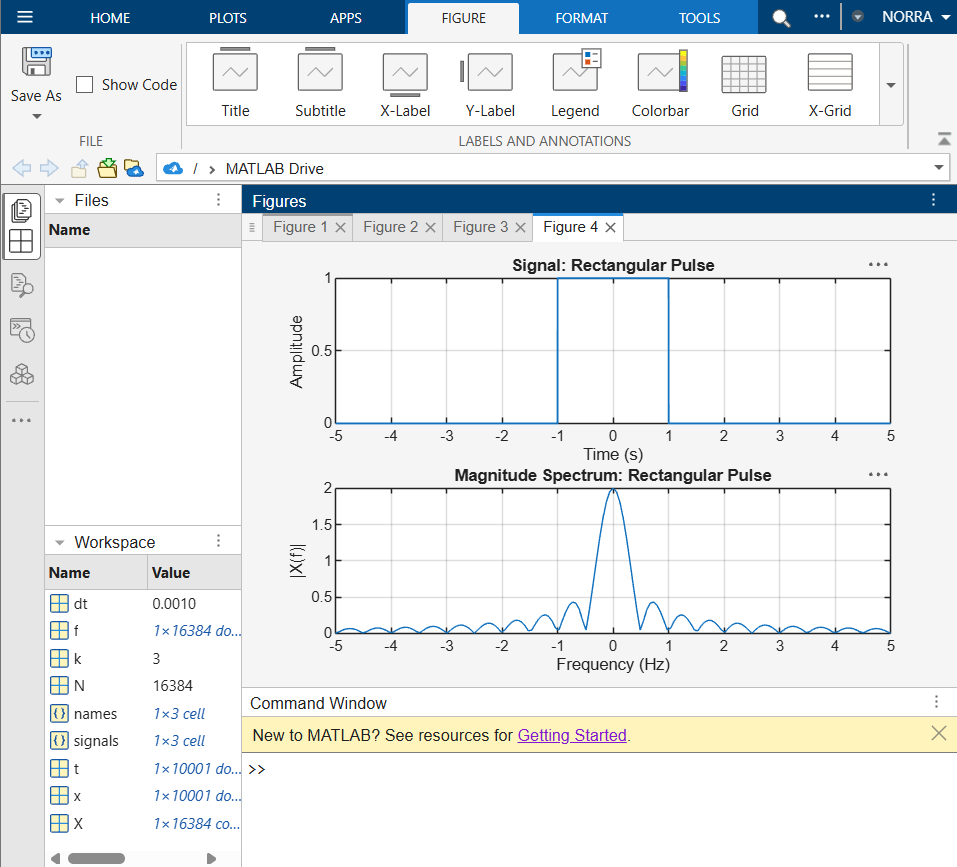 HOME PLOTS APPS FIGURE FORMAT TOOLS ••• NORRA
Save As
Show Code
Title Subtitle X-Label Y-Label Legend Colorbar Grid X-Grid
FILE LABELS AND ANNOTATIONS
/ › MATLAB Drive
Files
Name
Figures
Figure 1 Figure 2 Figure 3 Figure 4
Signal: Rectangular Pulse
1
0.5
0
Amplitude
-5 -4 -3 -2 -1 0 1 2 3 4 5
Time (s)
Magnitude Spectrum: Rectangular Pulse
2
1.5
1
0.5
0
|X(f)|
-5 -4 -3 -2 -1 0 1 2 3 4 5
Frequency (Hz)
Workspace
Name Value
dt 0.0010
f 1×16384 do...
k 3
N 16384
names 1×3 cell
signals 1×3 cell
t 1×10001 do...
x 1×10001 do...
X 1×16384 co...
Command Window
New to MATLAB? See resources for Getting Started.
>>